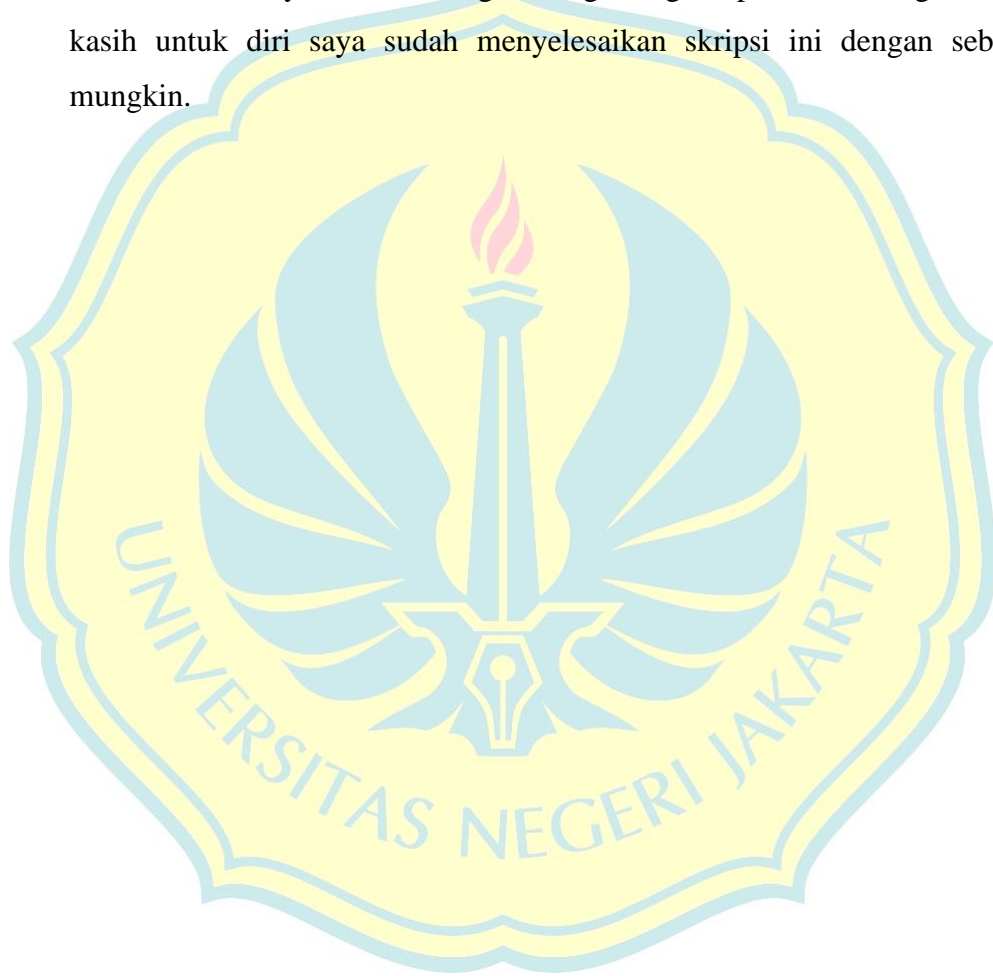 kasih untuk diri saya sudah menyelesaikan skripsi ini dengan seb
mungkin.
UNIVERSITAS NEGERI JAKARTA